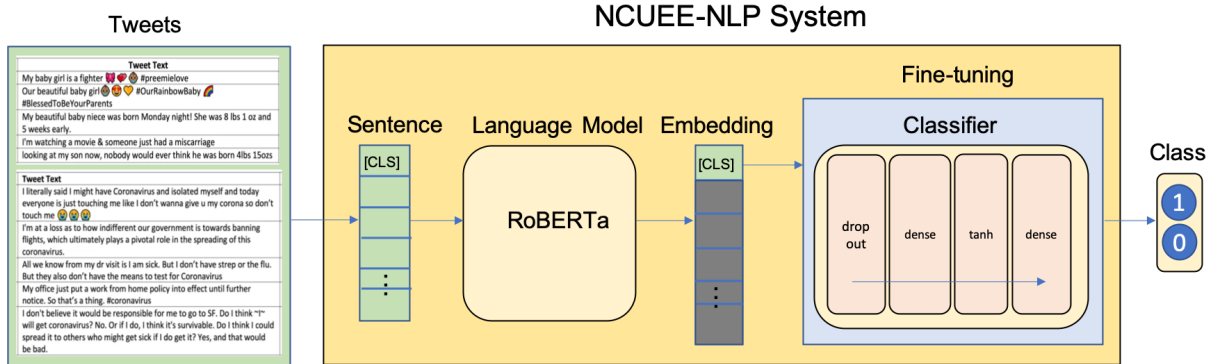 NCUEE-NLP System
Tweets
Tweet Text
My baby girl is a fighter 🎀💝👶🏽 #preemielove
Our beautiful baby girl👶🏽😍🧡 #OurRainbowBaby 🌈
#BlessedToBeYourParents
My beautiful baby niece was born Monday night! She was 8 lbs 1 oz and
5 weeks early.
I'm watching a movie & someone just had a miscarriage
looking at my son now, nobody would ever think he was born 4lbs 15ozs
Tweet Text
I literally said I might have Coronavirus and isolated myself and today
everyone is just touching me like I don't wanna give u my corona so don't
touch me 😭😭😭
I'm at a loss as to how indifferent our government is towards banning
flights, which ultimately plays a pivotal role in the spreading of this
coronavirus.
All we know from my dr visit is I am sick. But I don't have strep or the flu.
But they also don't have the means to test for Coronavirus
My office just put a work from home policy into effect until further
notice. So that's a thing. #coronavirus
I don't believe it would be responsible for me to go to SF. Do I think ~I~
will get coronavirus? No. Or if I do, I think it's survivable. Do I think I could
spread it to others who might get sick if I do get it? Yes, and that would
be bad.
Sentence
[CLS]
Language Model
RoBERTa
Embedding
[CLS]
Fine-tuning
Classifier
drop
out
dense
tanh
dense
Class
1
0